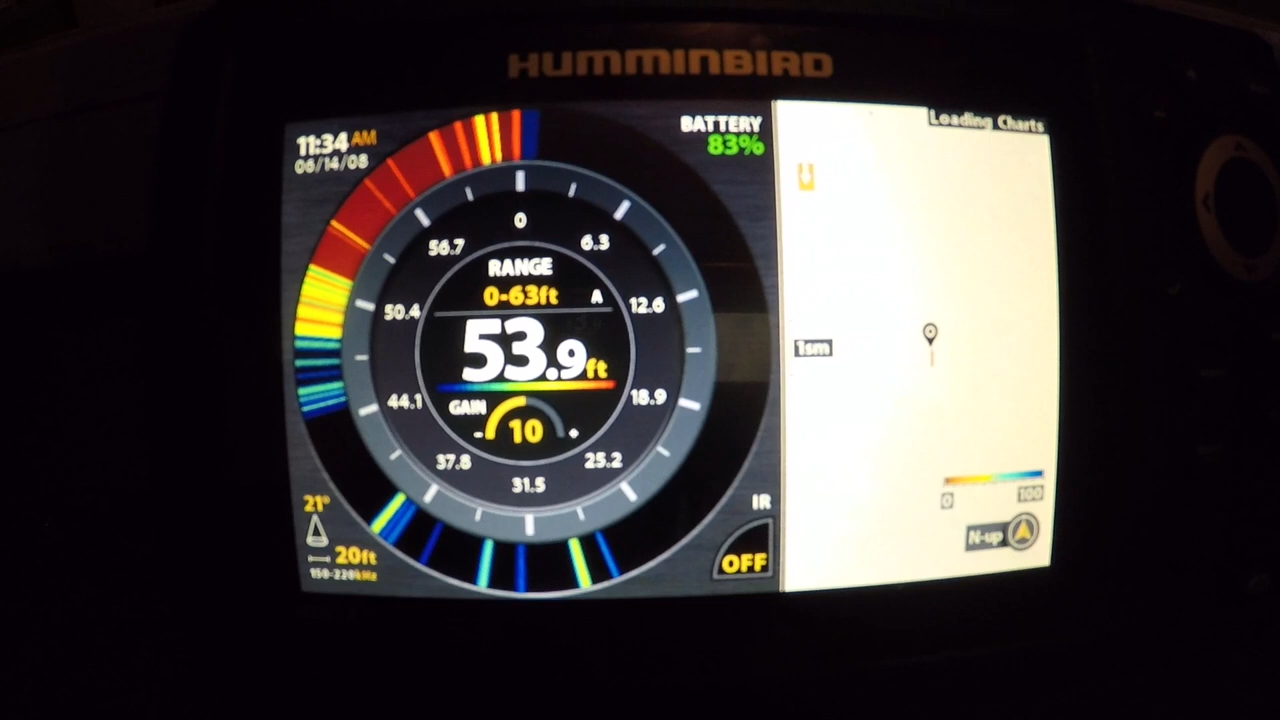 HUMMINBIRD
11:34 AM
06/14/08
BATTERY
83%
Loading Charts
0
56.7
6.3
RANGE
0-63ft A
50.4
12.6
53.9ft
1sm
44.1
18.9
GAIN
- 10 +
37.8
25.2
31.5
21°
20ft
150-220kHz
IR
OFF
0
100
N-up